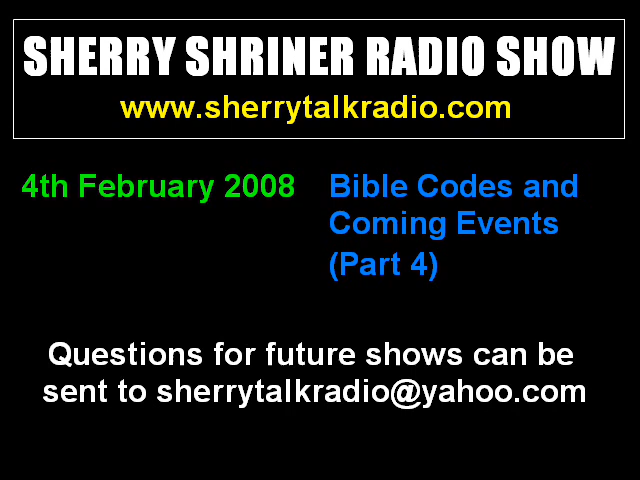 SHERRY SHRINER RADIO SHOW
www.sherrytalkradio.com
4th February 2008
Bible Codes and
Coming Events
(Part 4)
Questions for future shows can be
sent to sherrytalkradio@yahoo.com